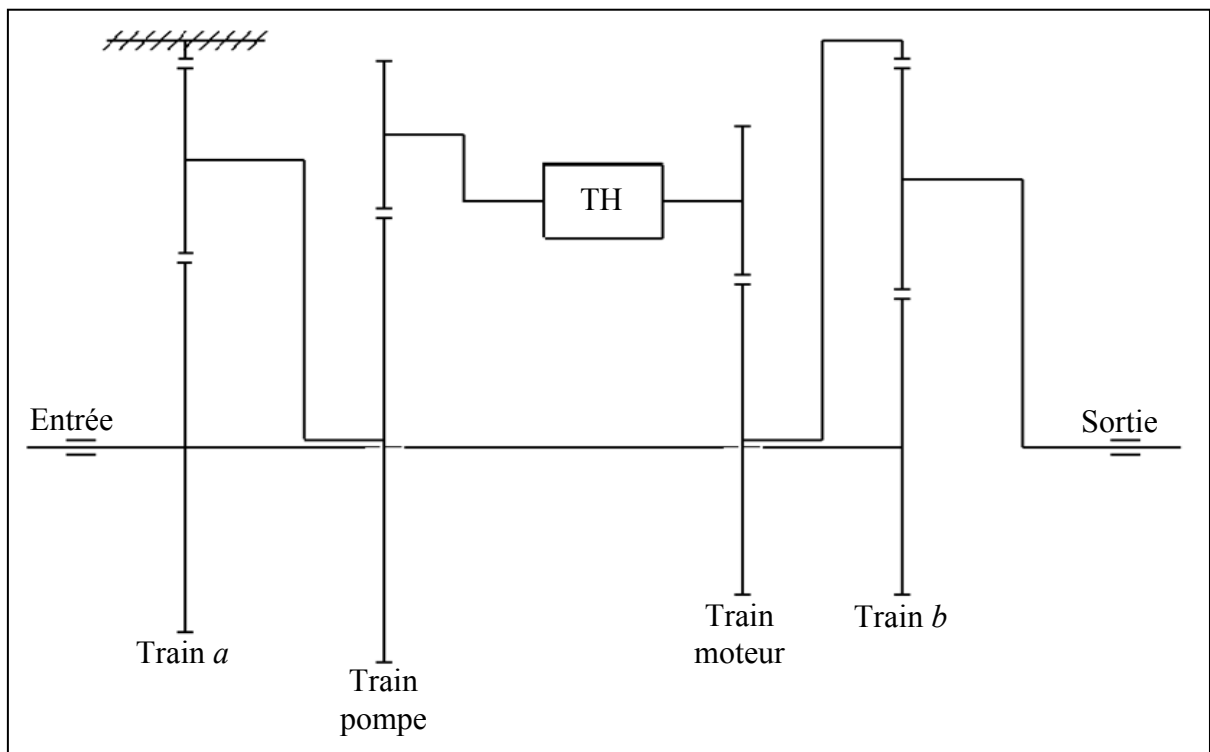 TH
Entrée
Sortie
Train a
Train
pompe
Train
moteur
Train b